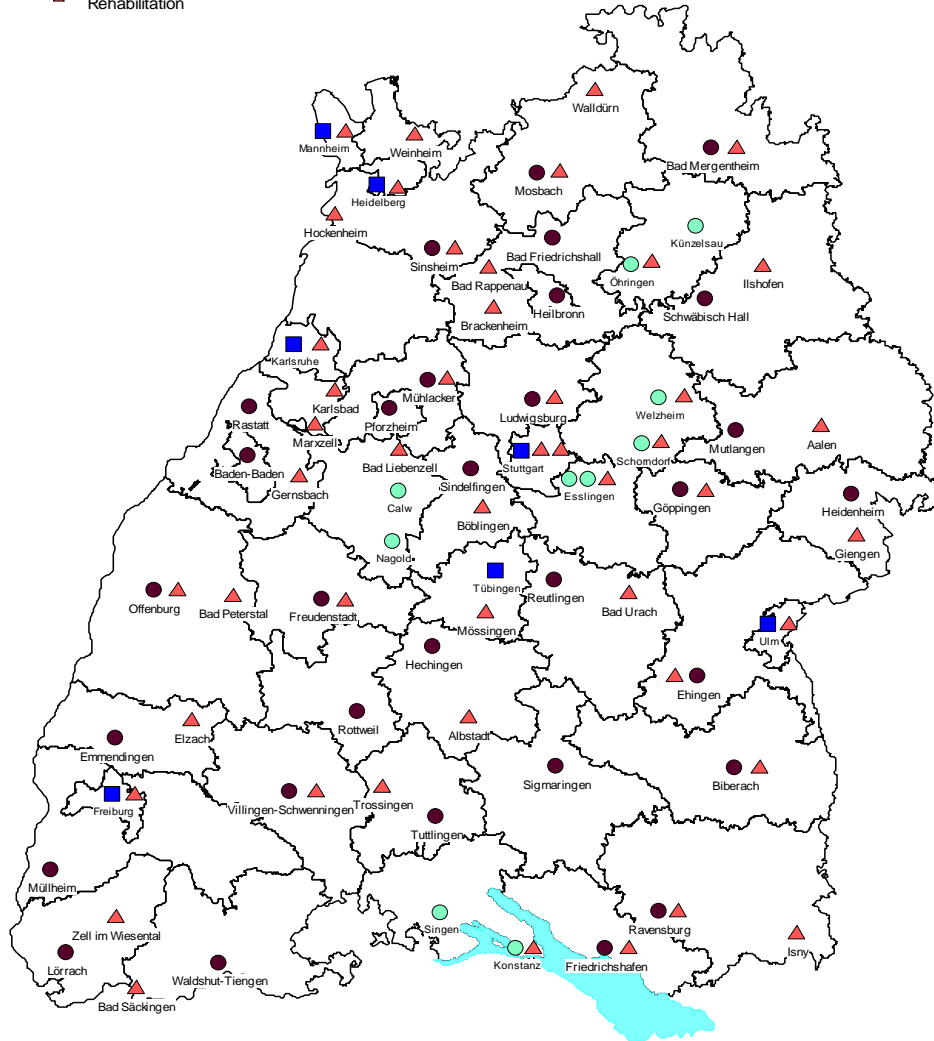 Rehabilitation
Walldürn
Mannheim
Weinheim
Bad Mergentheim
Mosbach
Heidelberg
Hockenheim
Künzelsau
Sinsheim
Bad Friedrichshall
Bad Rappenau
Öhringen
Ilshofen
Heilbronn
Schwäbisch Hall
Brackenheim
Karlsruhe
Mühlacker
Karlsbad
Ludwigsburg
Welzheim
Rastatt
Pforzheim
Marxzell
Mutlangen
Aalen
Bad Liebenzell
Stuttgart
Schorndorf
Baden-Baden
Sindelfingen
Gernsbach
Esslingen
Calw
Göppingen
Heidenheim
Böblingen
Giengen
Nagold
Tübingen
Reutlingen
Offenburg
Bad Peterstal
Freudenstadt
Bad Urach
Mössingen
Ulm
Hechingen
Ehingen
Rottweil
Albstadt
Elzach
Emmendingen
Sigmaringen
Biberach
Freiburg
Villingen-Schwenningen
Trossingen
Tuttlingen
Müllheim
Zell im Wiesental
Singen
Ravensburg
Isny
Lörrach
Konstanz
Friedrichshafen
Waldshut-Tiengen
Bad Säckingen